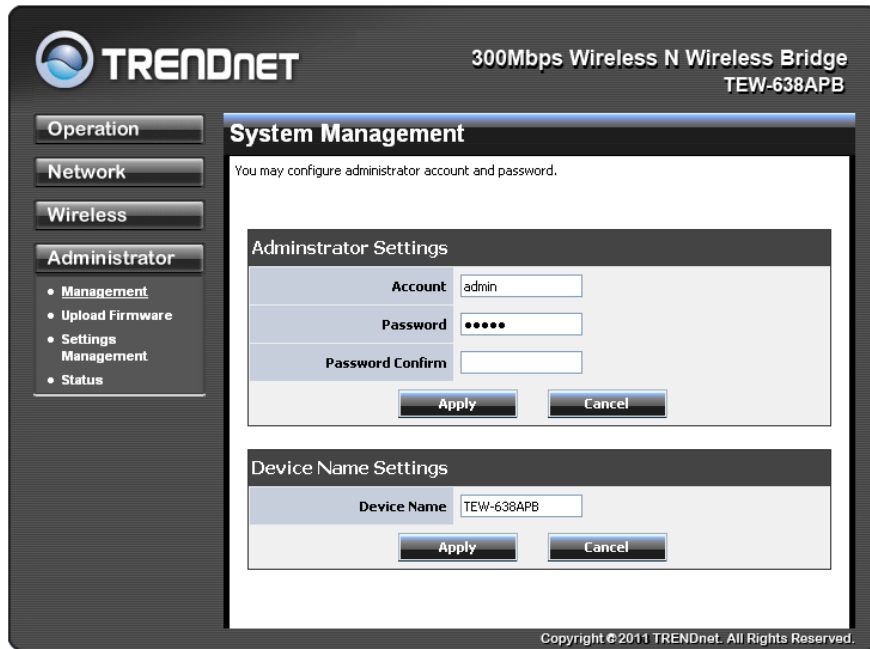 TRENDNET
300Mbps Wireless N Wireless Bridge
TEW-638APB
Operation
Network
Wireless
Administrator
Management
Upload Firmware
Settings
Management
Status
System Management
You may configure administrator account and password.
Adminstrator Settings
Account admin
Password •••••
Password Confirm
Apply Cancel
Device Name Settings
Device Name TEW-638APB
Apply Cancel
Copyright © 2011 TRENDnet. All Rights Reserved.